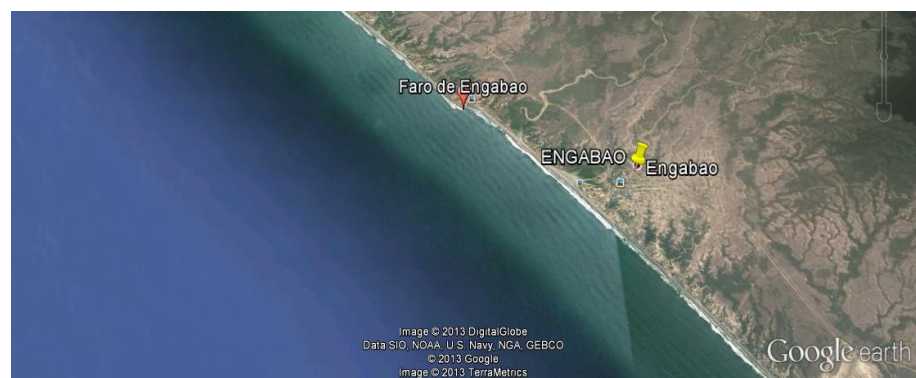 Faro de Engabao
ENGABAO
Engabao
Image © 2013 DigitalGlobe
Data SIO, NOAA, U.S. Navy, NGA, GEBCO
© 2013 Google
Image © 2013 TerraMetrics
Google earth